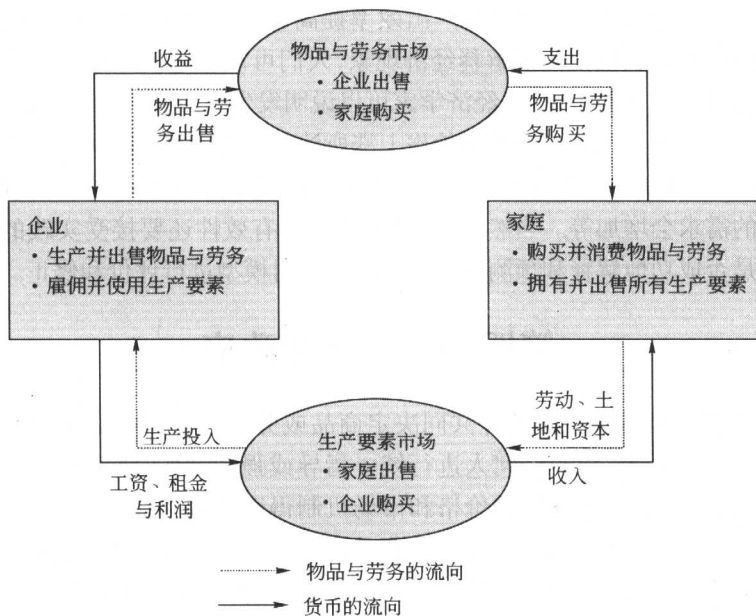 收益
物品与劳务市场
• 企业出售
• 家庭购买
支出
物品与劳
务出售
物品与劳
务购买
企业
• 生产并出售物品与劳务
• 雇佣并使用生产要素
家庭
• 购买并消费物品与劳务
• 拥有并出售所有生产要素
生产投入
工资、租金
与利润
生产要素市场
• 家庭出售
• 企业购买
劳动、土
地和资本
收入
物品与劳务的流向
货币的流向